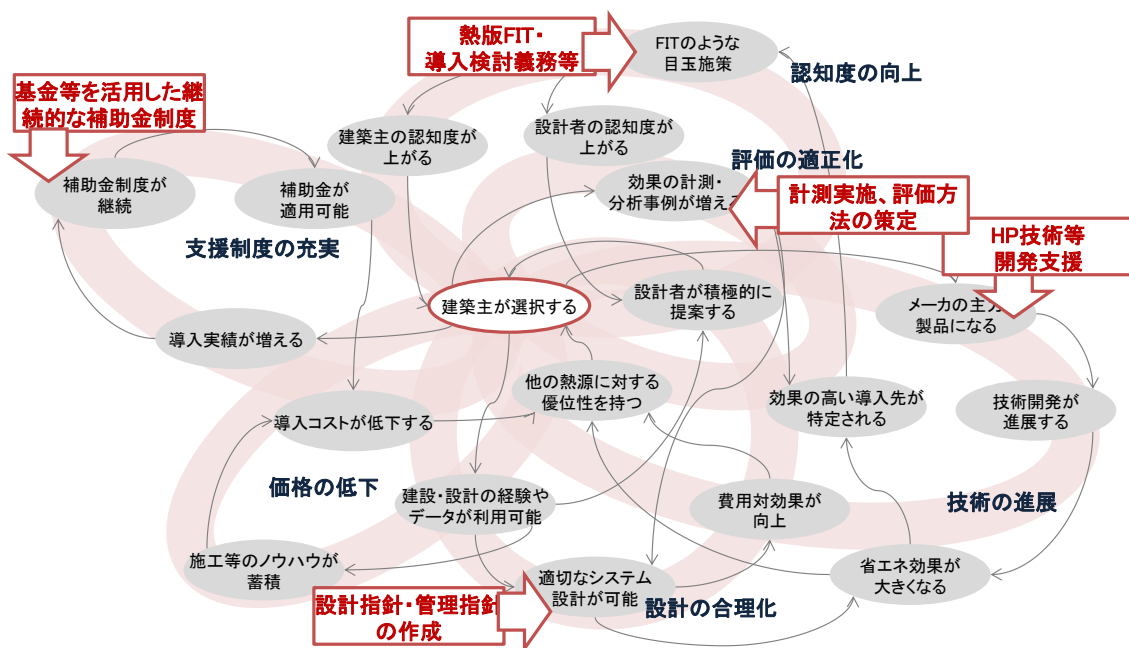 熱版FIT・
導入検討義務等
FITのような
目玉施策
認知度の向上
基金等を活用した継
続的な補助金制度
建築主の認知度が
上がる
設計者の認知度が
上がる
評価の適正化
補助金制度が
継続
補助金が
適用可能
効果の計測・
分析事例が増える
計測実施、評価方
法の策定
HP技術等
開発支援
支援制度の充実
建築主が選択する
設計者が積極的に
提案する
メーカの主力
製品になる
導入実績が増える
他の熱源に対する
優位性を持つ
効果の高い導入先が
特定される
技術開発が
進展する
導入コストが低下する
価格の低下
建設・設計の経験や
データが利用可能
費用対効果が
向上
技術の進展
施工等のノウハウが
蓄積
適切なシステム
設計が可能
省エネ効果が
大きくなる
設計指針・管理指針
の作成
設計の合理化